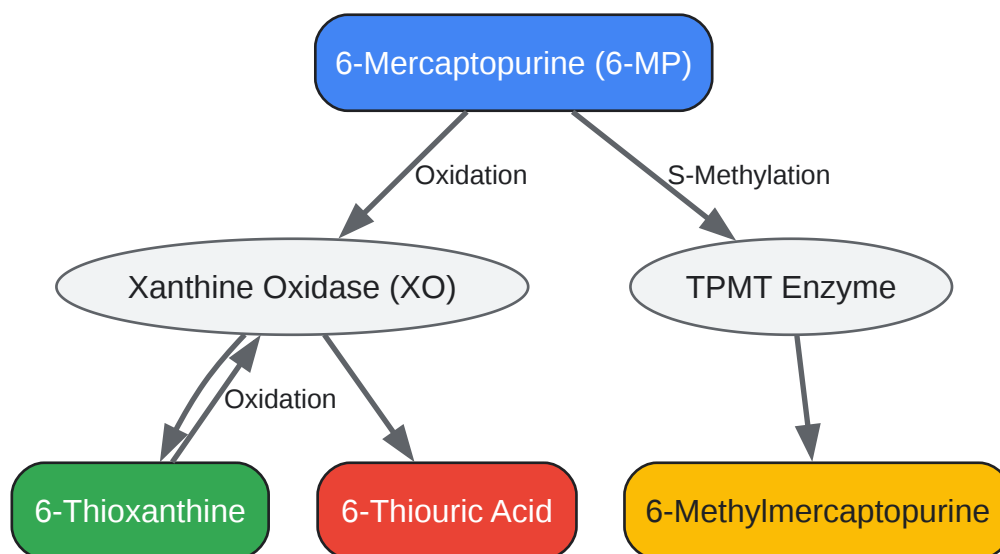 6-Mercaptopurine (6-MP)
Oxidation
S-Methylation
Xanthine Oxidase (XO)
TPMT Enzyme
Oxidation
6-Thioxanthine
6-Thiouric Acid
6-Methylmercaptopurine